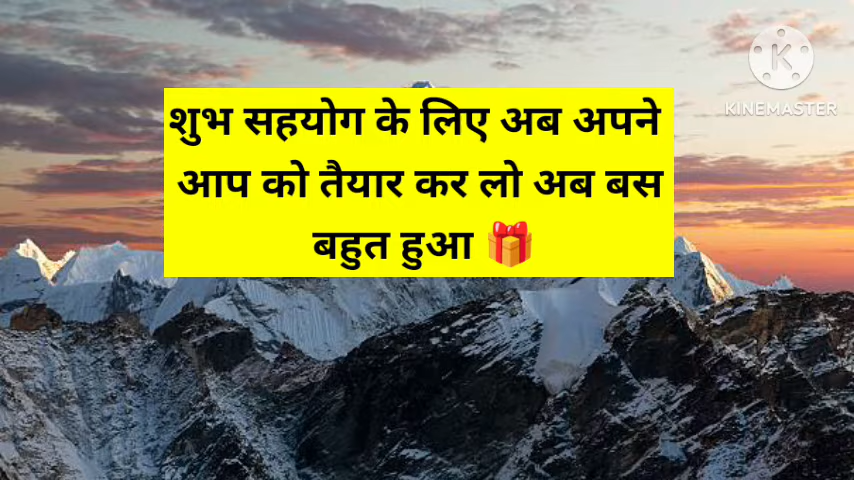 शुभ सहयोग के लिए अब अपने
आप को तैयार कर लो अब बस
बहुत हुआ 🎁
KINEMASTER